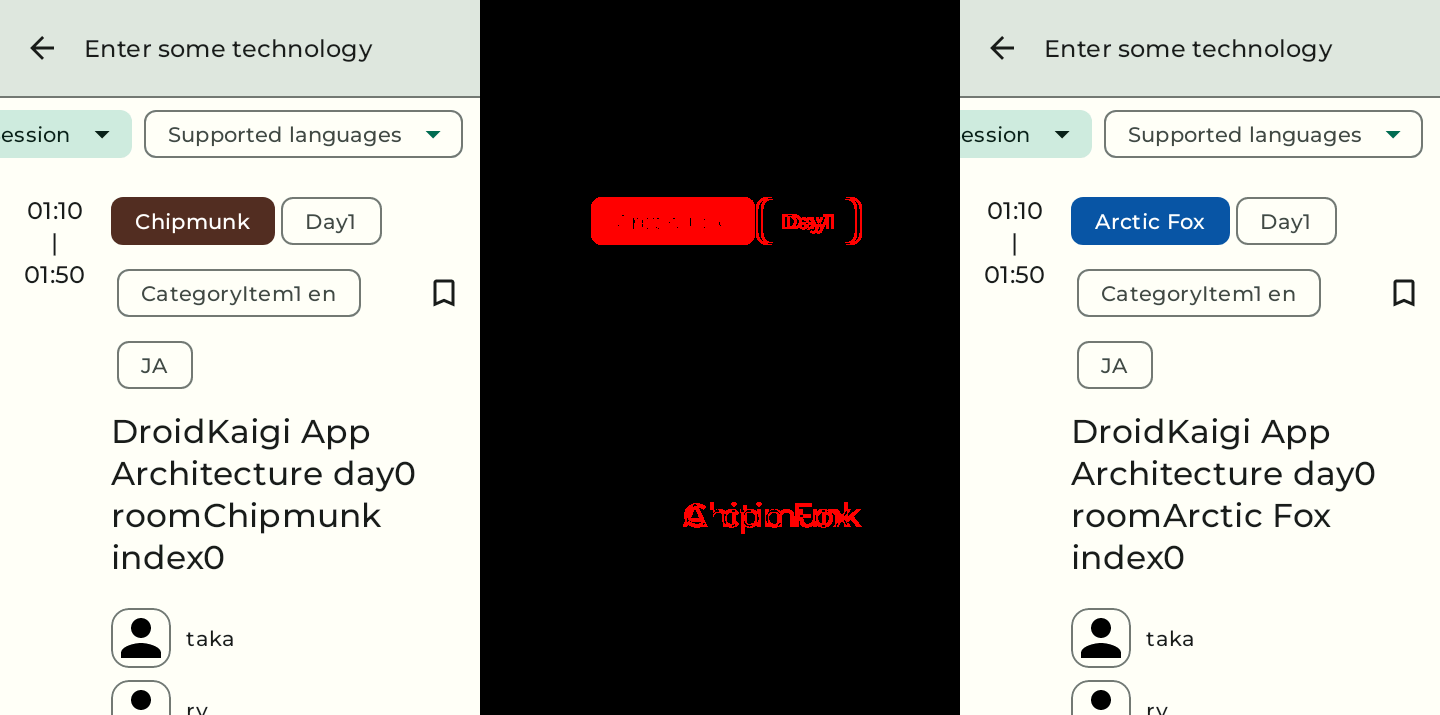 Enter some technology
ession
Supported languages
01:10
|
01:50
Chipmunk
Day1
CategoryItem1 en
JA
DroidKaigi App
Architecture day0
roomChipmunk
index0
taka
ry
Day1
Enter some technology
ession
Supported languages
01:10
|
01:50
Arctic Fox
Day1
CategoryItem1 en
JA
DroidKaigi App
Architecture day0
roomArctic Fox
index0
taka
ry